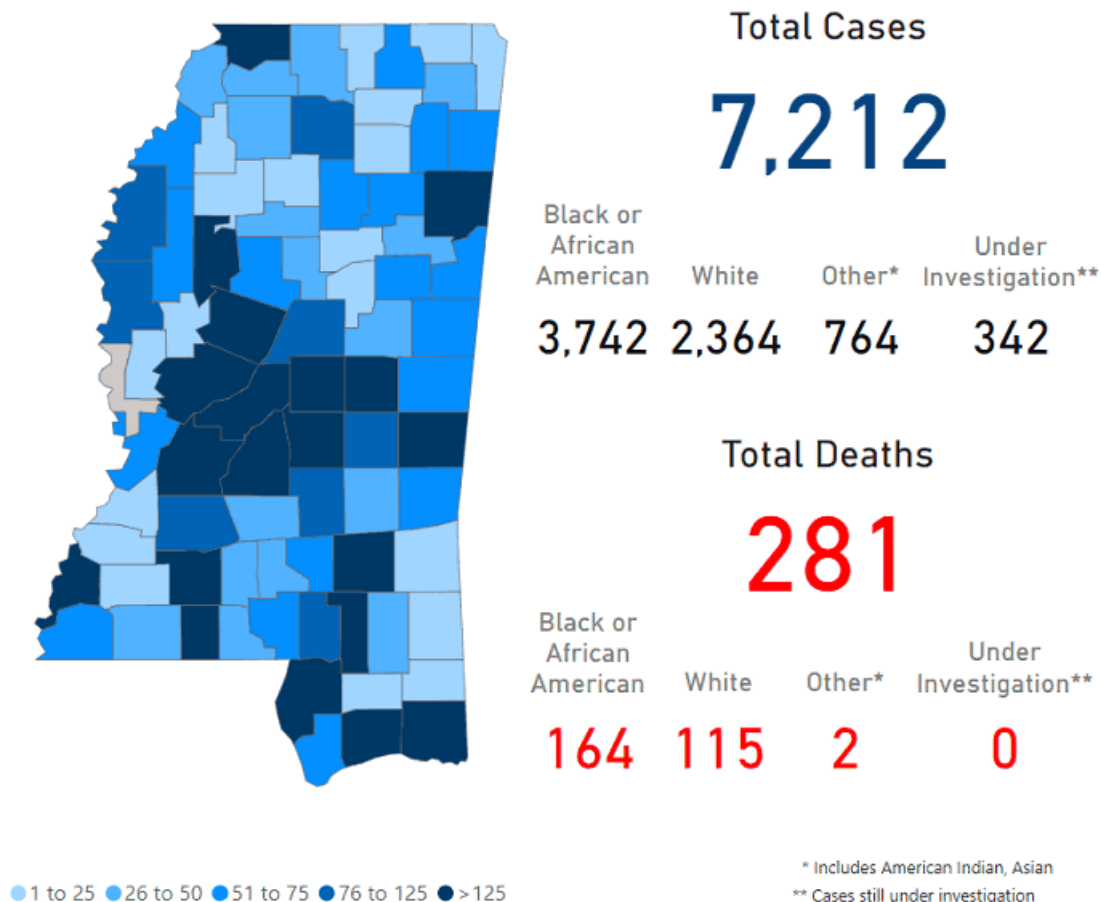 Total Cases
7,212
Black or
African
American
White
Other*
Under
Investigation**
3,742
2,364
764
342
Total Deaths
281
Black or
African
American
White
Other*
Under
Investigation**
164
115
2
0
1 to 25 26 to 50 51 to 75 76 to 125 >125
* Includes American Indian, Asian
** Cases still under investigation